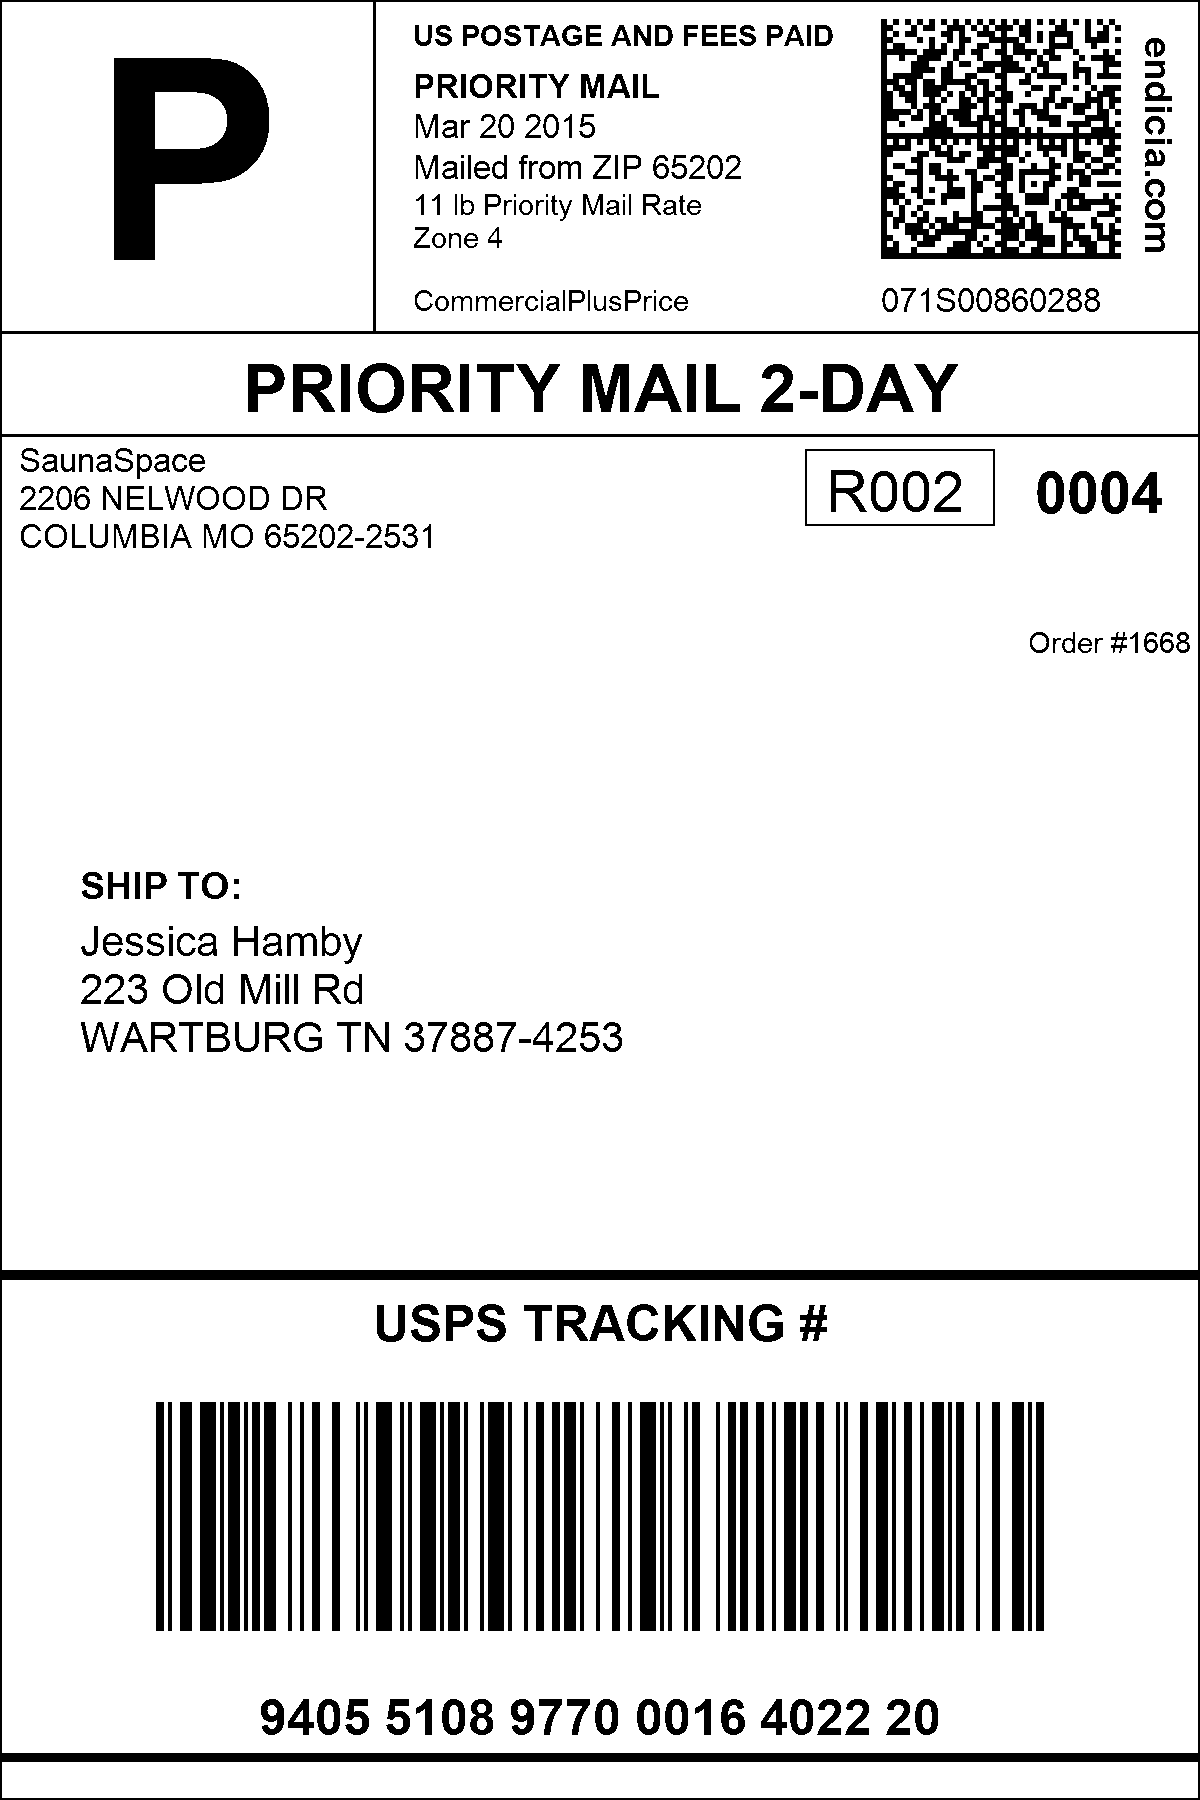 P
US POSTAGE AND FEES PAID
PRIORITY MAIL
Mar 20 2015
Mailed from ZIP 65202
11 lb Priority Mail Rate
Zone 4
CommercialPlusPrice
071S00860288
endicia.com
PRIORITY MAIL 2-DAY
SaunaSpace
2206 NELWOOD DR
COLUMBIA MO 65202-2531
R002
0004
Order #1668
SHIP TO:
Jessica Hamby
223 Old Mill Rd
WARTBURG TN 37887-4253
USPS TRACKING #
9405 5108 9770 0016 4022 20